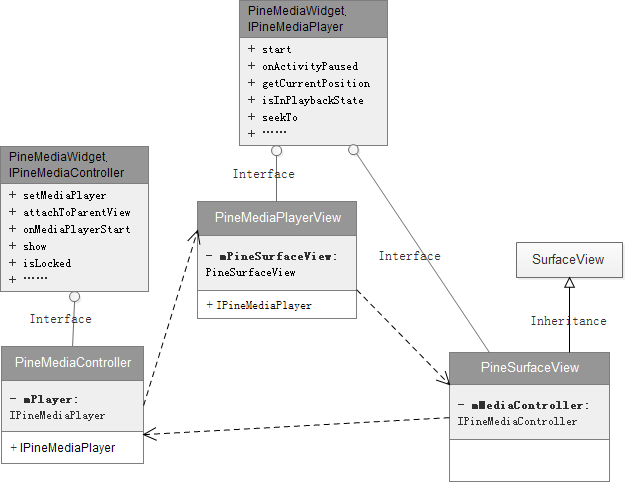 PineMediaWidget.
IPineMediaPlayer
+ start
+ onActivityPaused
+ getCurrentPosition
+ isInPlaybackState
+ seekTo
+ ……
PineMediaWidget.
IPineMediaController
+ setMediaPlayer
+ attachToParentView
+ onMediaPlayerStart
+ show
+ isLocked
+ ……
Interface
PineMediaPlayerView
- mPineSurfaceView:
PineSurfaceView
+ IPineMediaPlayer
Interface
SurfaceView
Inheritance
Interface
PineMediaController
- mPlayer:
IPineMediaPlayer
+ IPineMediaPlayer
PineSurfaceView
- mMediaController:
IPineMediaController